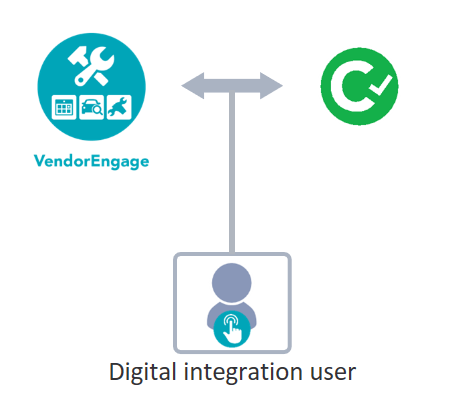 VendorEngage
Digital integration user